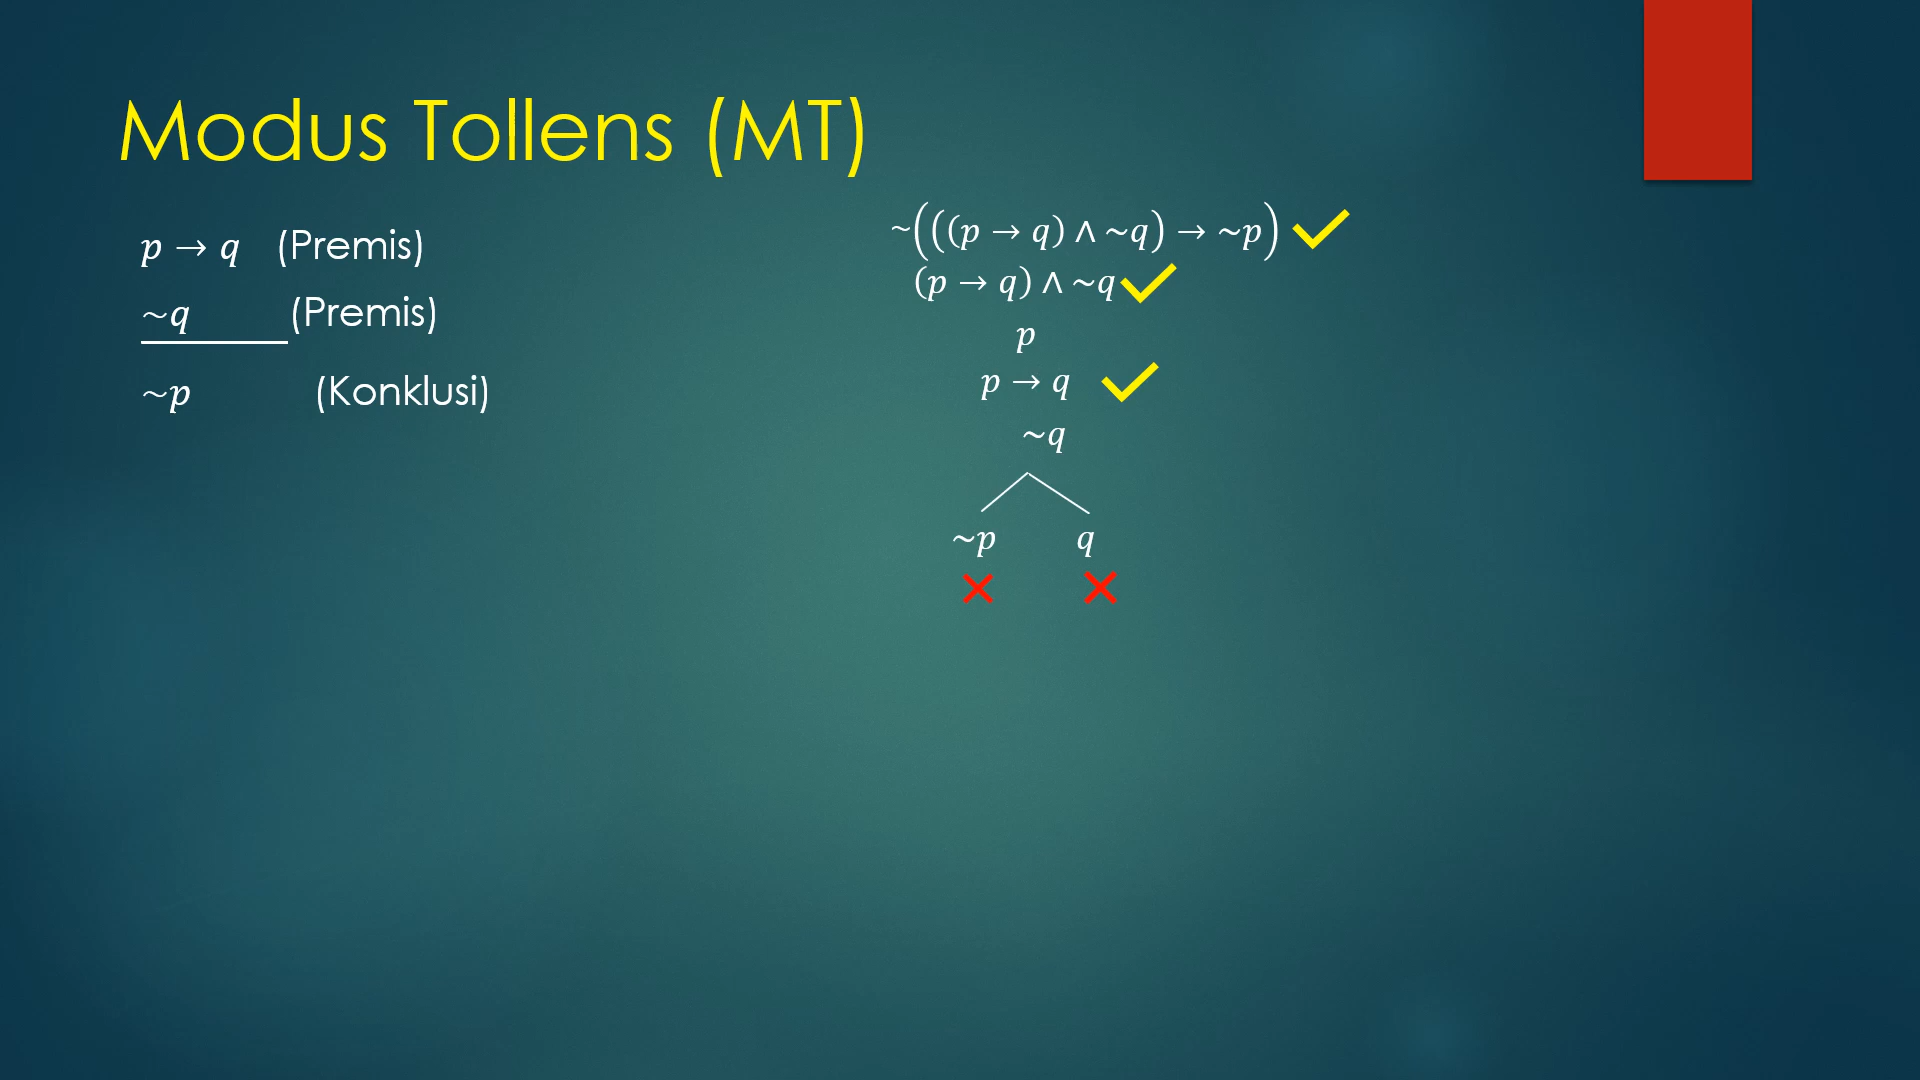 Modus Tollens (MT)
𝑝 → 𝑞 (Premis)
~𝑞 (Premis)
~𝑝 (Konklusi)
~(((𝑝 → 𝑞) ∧ ~𝑞) → ~𝑝)
(𝑝 → 𝑞) ∧ ~𝑞
𝑝
𝑝 → 𝑞
~𝑞
~𝑝 𝑞